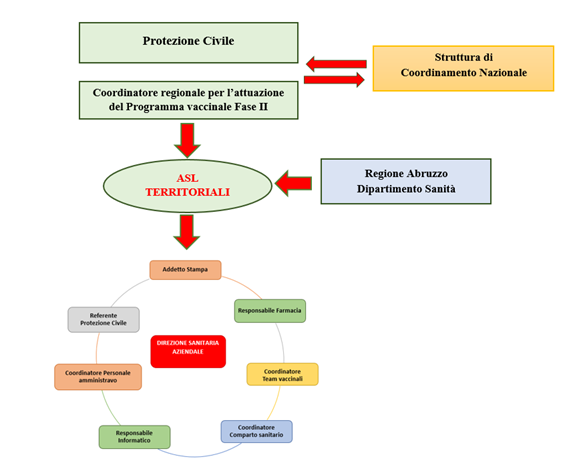 Protezione Civile
Struttura di
Coordinamento Nazionale
Coordinatore regionale per l’attuazione
del Programma vaccinale Fase II
ASL
TERRITORIALI
Regione Abruzzo
Dipartimento Sanità
Addetto Stampa
Referente
Protezione Civile
Responsabile Farmacia
DIREZIONE SANITARIA
AZIENDALE
Coordinatore Personale
amministravo
Coordinatore
Team vaccinali
Responsabile
Informatico
Coordinatore
Comparto sanitario